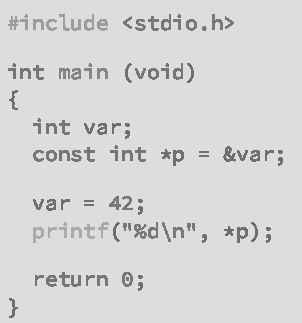 #include <stdio.h>
int main (void)
{
int var;
const int *p = &var;
var = 42;
printf("%d\n", *p);
return 0;
}